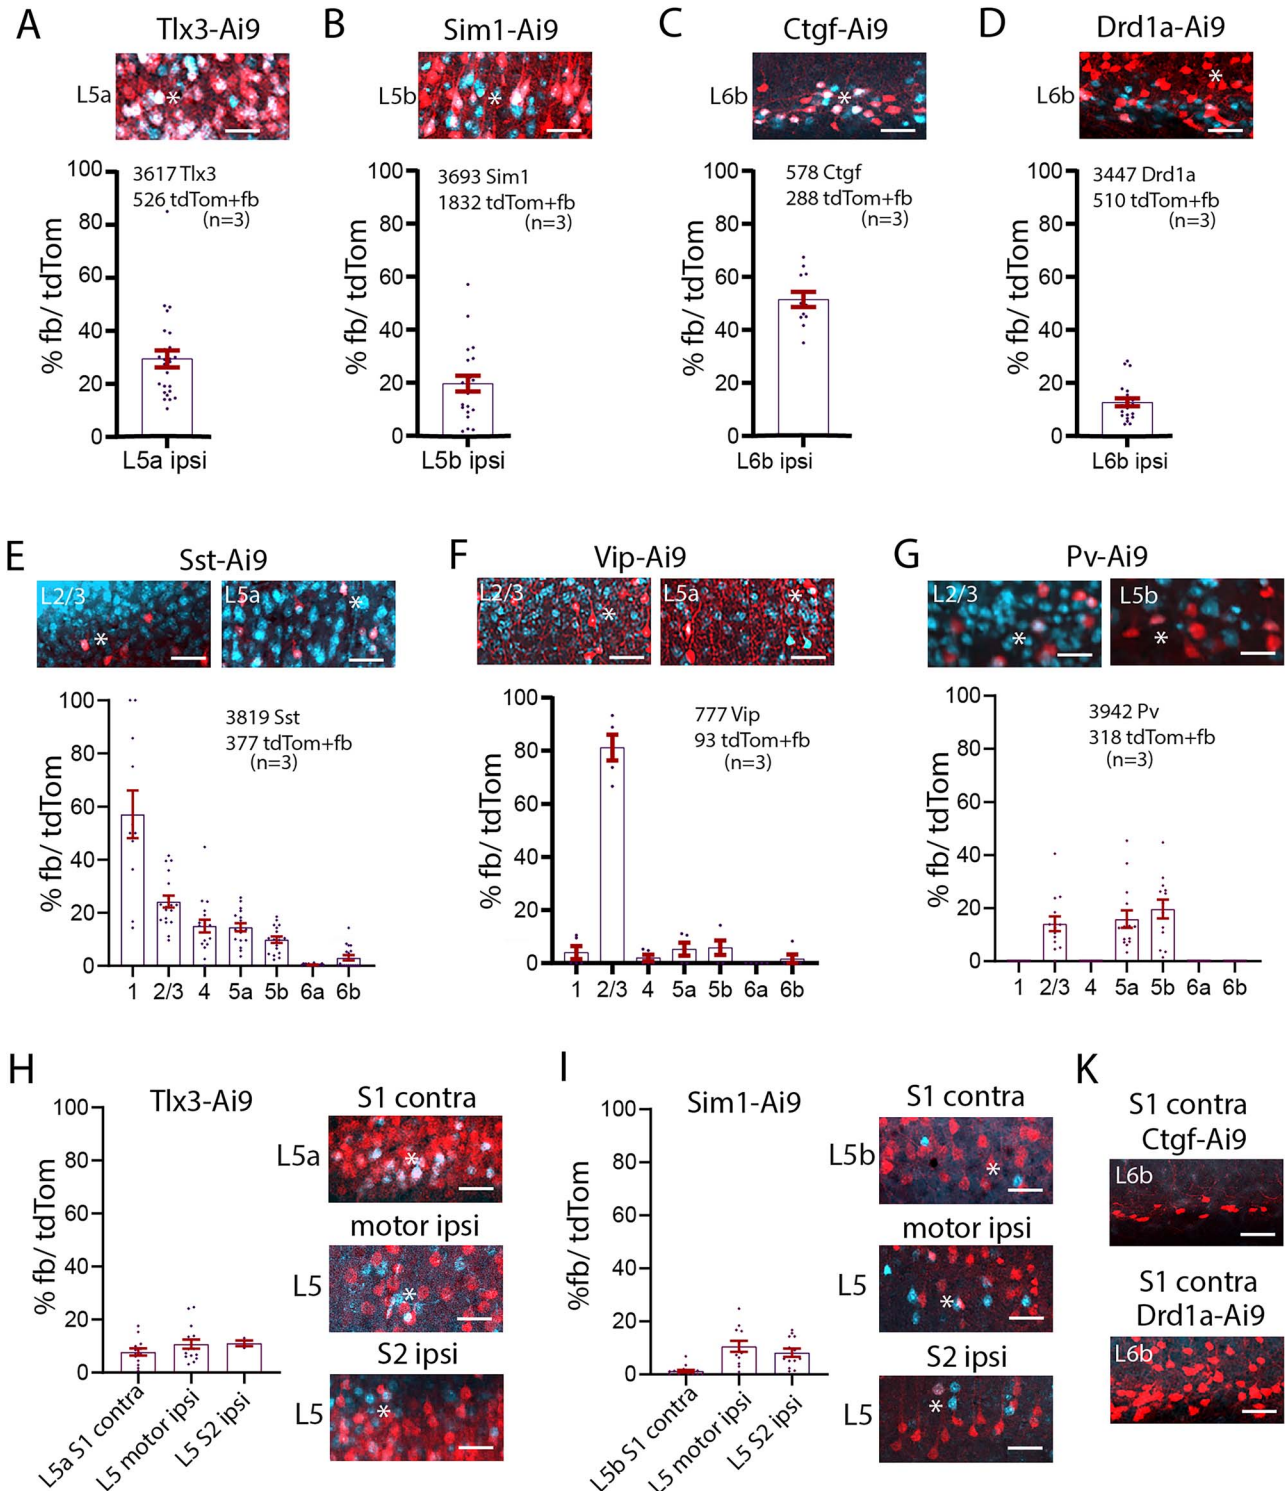 A
Tlx3-Ai9
L5a
*
% fb/ tdTom
100
80
60
40
20
0
3617 Tlx3
526 tdTom+fb
(n=3)
L5a ipsi
B
Sim1-Ai9
L5b
*
% fb/ tdTom
100
80
60
40
20
0
3693 Sim1
1832 tdTom+fb
(n=3)
L5b ipsi
C
Ctgf-Ai9
L6b
*
% fb/ tdTom
100
80
60
40
20
0
578 Ctgf
288 tdTom+fb
(n=3)
L6b ipsi
D
Drd1a-Ai9
L6b
*
% fb/ tdTom
100
80
60
40
20
0
3447 Drd1a
510 tdTom+fb
(n=3)
L6b ipsi
E
Sst-Ai9
L2/3
*
L5a
*
% fb/ tdTom
100
80
60
40
20
0
3819 Sst
377 tdTom+fb
(n=3)
1 2/3 4 5a 5b 6a 6b
F
Vip-Ai9
L2/3
*
L5a
*
% fb/ tdTom
100
80
60
40
20
0
777 Vip
93 tdTom+fb
(n=3)
1 2/3 4 5a 5b 6a 6b
G
Pv-Ai9
L2/3
*
L5b
*
% fb/ tdTom
100
80
60
40
20
0
3942 Pv
318 tdTom+fb
(n=3)
1 2/3 4 5a 5b 6a 6b
H
Tlx3-Ai9
% fb/ tdTom
100
80
60
40
20
0
L5a S1 contra
L5 motor ipsi
L5 S2 ipsi
S1 contra
L5a
*
motor ipsi
L5
*
S2 ipsi
L5
*
I
Sim1-Ai9
%fb/ tdTom
100
80
60
40
20
0
L5b S1 contra
L5 motor ipsi
L5 S2 ipsi
S1 contra
L5b
*
motor ipsi
L5
*
S2 ipsi
L5
*
K
S1 contra
Ctgf-Ai9
L6b
S1 contra
Drd1a-Ai9
L6b